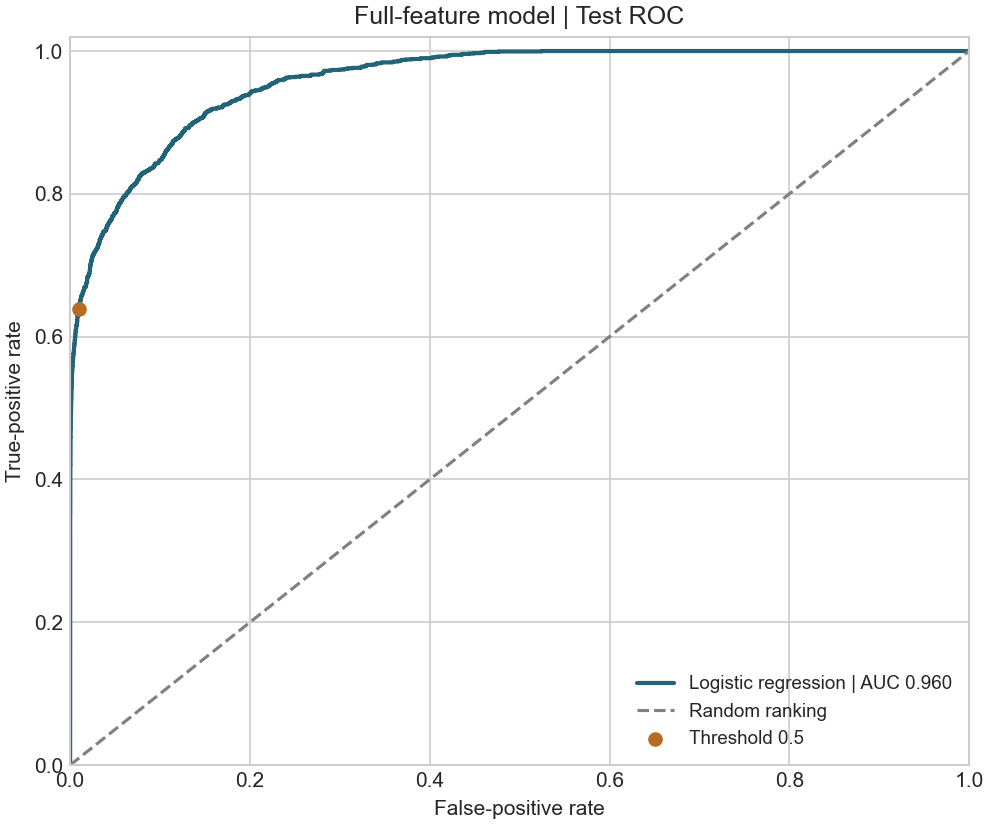 Full-feature model | Test ROC
True-positive rate
1.0
0.8
0.6
0.4
0.2
0.0
0.0 0.2 0.4 0.6 0.8 1.0
False-positive rate
Logistic regression | AUC 0.960
Random ranking
Threshold 0.5